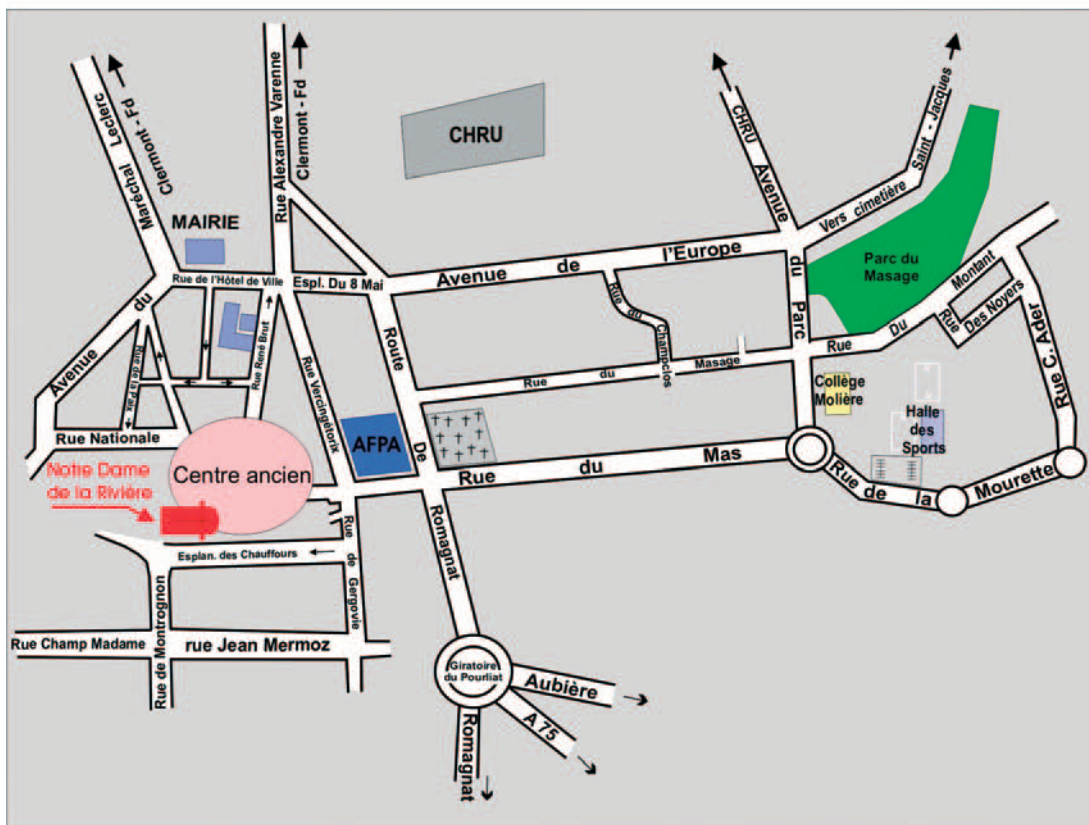 Avenue du Maréchal Leclerc
Clermont - Fd
Rue Alexandre Varenne
Clermont - Fd
CHRU
CHRU
Avenue du Parc
Vers cimetière Saint - Jacques
MAIRIE
Rue de l'Hôtel de Ville
Espl. Du 8 Mai
Avenue de l'Europe
Parc du
Masage
Rue Du Montant
Rue
Des Noyers
Rue C. Ader
Rue de la Paix
Rue René Brut
Rue Vercingétorix
Route De Romagnat
Rue du Champclos
Rue du Masage
Collège
Molière
Halle
des
Sports
Rue Nationale
AFPA
Rue du Mas
Rue de la Mourette
Notre Dame
de la Rivière
Centre ancien
Esplan. des Chauffours
Rue de Gergovie
Rue Champ Madame
Rue de Montrognon
rue Jean Mermoz
Giratoire
du Pourliat
Aubière
A 75
Romagnat